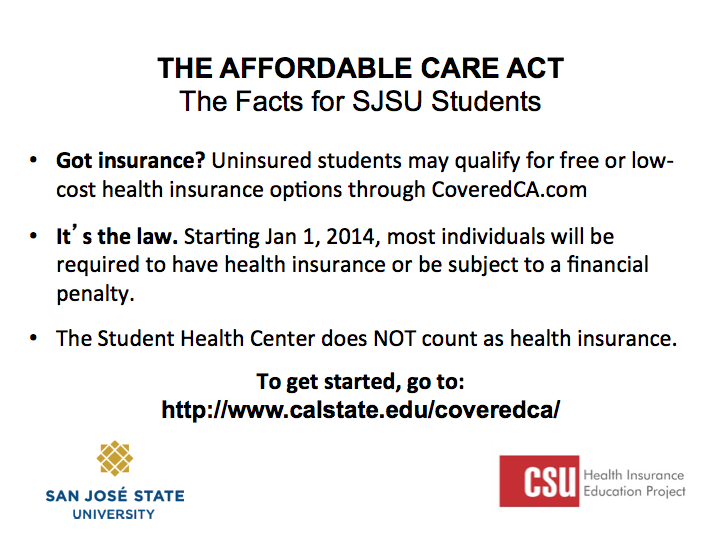 THE AFFORDABLE CARE ACT
The Facts for SJSU Students
• Got insurance? Uninsured students may qualify for free or low-
cost health insurance options through CoveredCA.com
• It’s the law. Starting Jan 1, 2014, most individuals will be
required to have health insurance or be subject to a financial
penalty.
• The Student Health Center does NOT count as health insurance.
To get started, go to:
http://www.calstate.edu/coveredca/
SAN JOSÉ STATE
UNIVERSITY
CSU
Health Insurance
Education Project